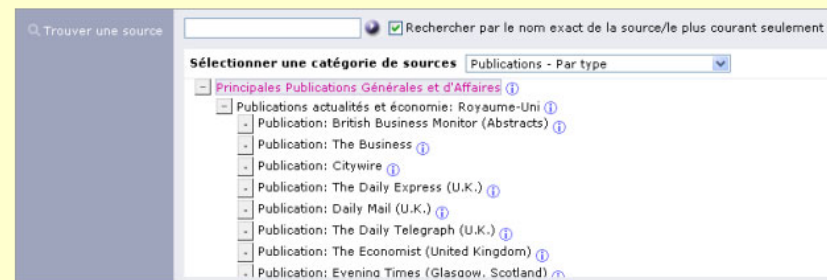 Trouver une source
Rechercher par le nom exact de la source/le plus courant seulement
Sélectionner une catégorie de sources Publications - Par type
Principales Publications Générales et d'Affaires
Publications actualités et économie: Royaume-Uni
Publication: British Business Monitor (Abstracts)
Publication: The Business
Publication: Citywire
Publication: The Daily Express (U.K.)
Publication: Daily Mail (U.K.)
Publication: The Daily Telegraph (U.K.)
Publication: The Economist (United Kingdom)
Publication: Evening Times (Glasgow, Scotland)